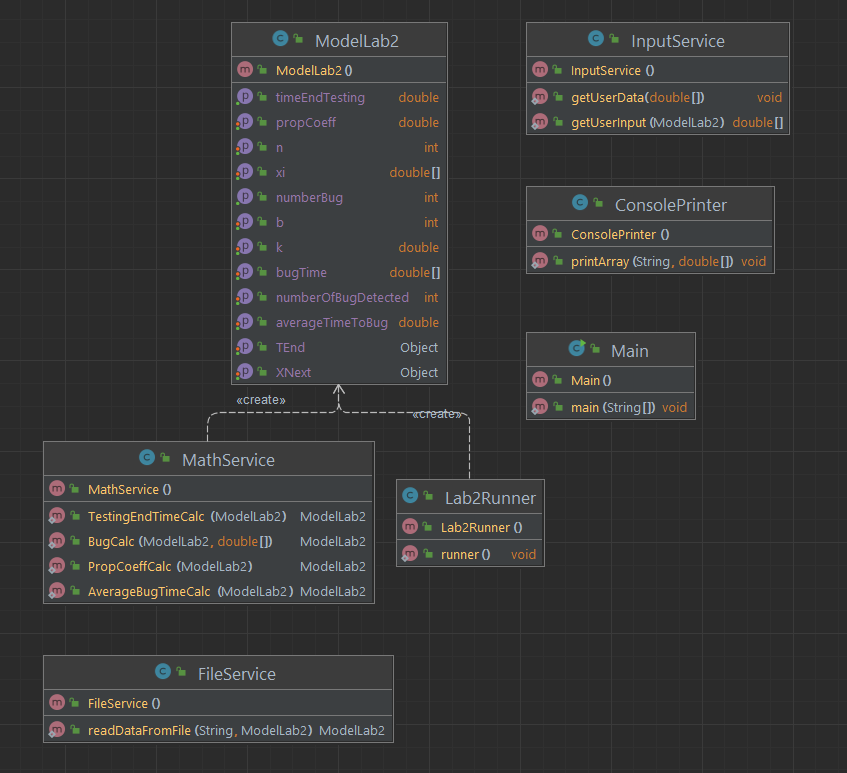 ModelLab2
ModelLab2 ()
timeEndTesting double
propCoeff double
n int
xi double[]
numberBug int
b int
k double
bugTime double[]
numberOfBugDetected int
averageTimeToBug double
TEnd Object
XNext Object
InputService
InputService ()
getUserData(double[]) void
getUserInput (ModelLab2) double[]
ConsolePrinter
ConsolePrinter ()
printArray (String, double[]) void
Main
Main ()
main (String[]) void
«create»
«create»
MathService
MathService ()
TestingEndTimeCalc (ModelLab2) ModelLab2
BugCalc (ModelLab2, double[]) ModelLab2
PropCoeffCalc (ModelLab2) ModelLab2
AverageBugTimeCalc (ModelLab2) ModelLab2
Lab2Runner
Lab2Runner ()
runner () void
FileService
FileService ()
readDataFromFile (String, ModelLab2) ModelLab2